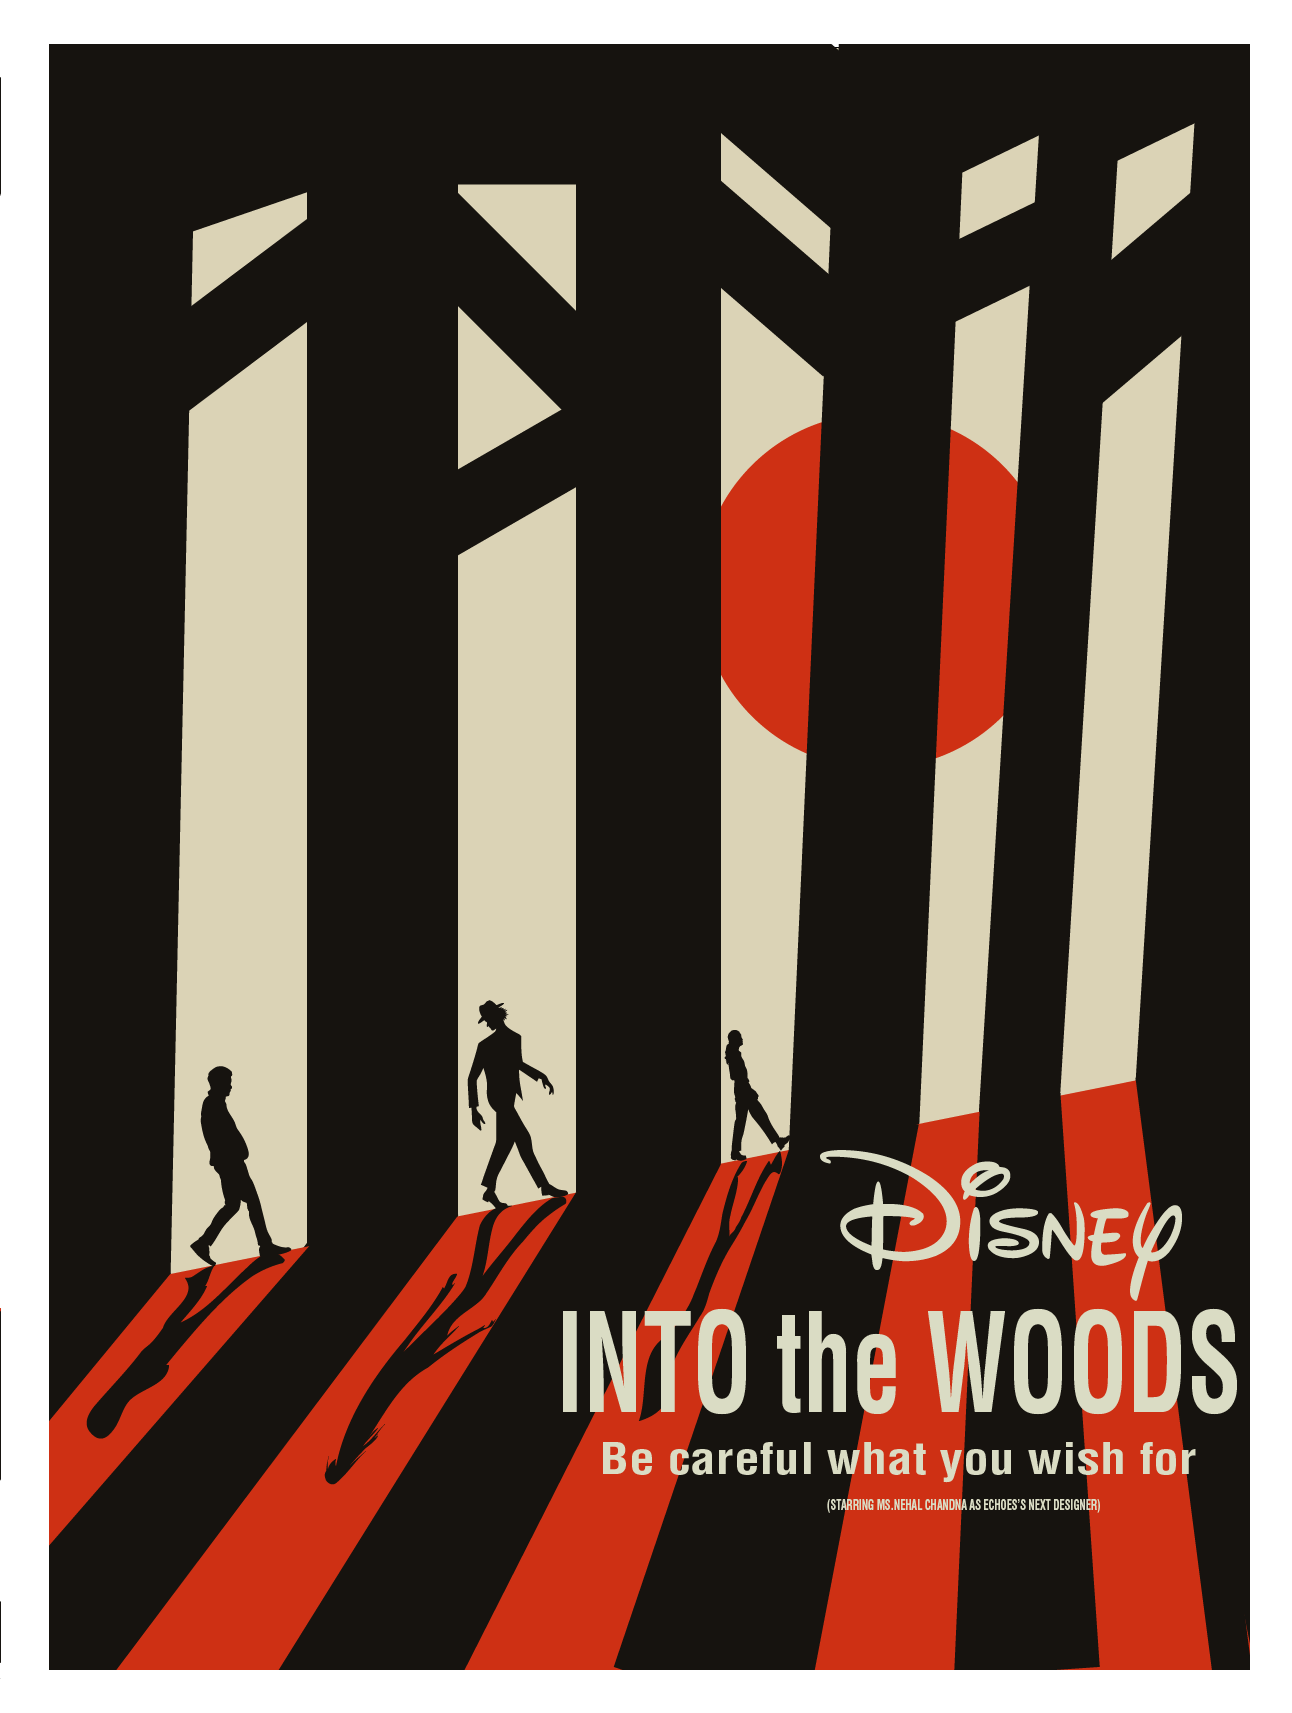 Disney
INTO the WOODS
Be careful what you wish for
(STARRING MS.NEHAL CHANDNA AS ECHOES'S NEXT DESIGNER)